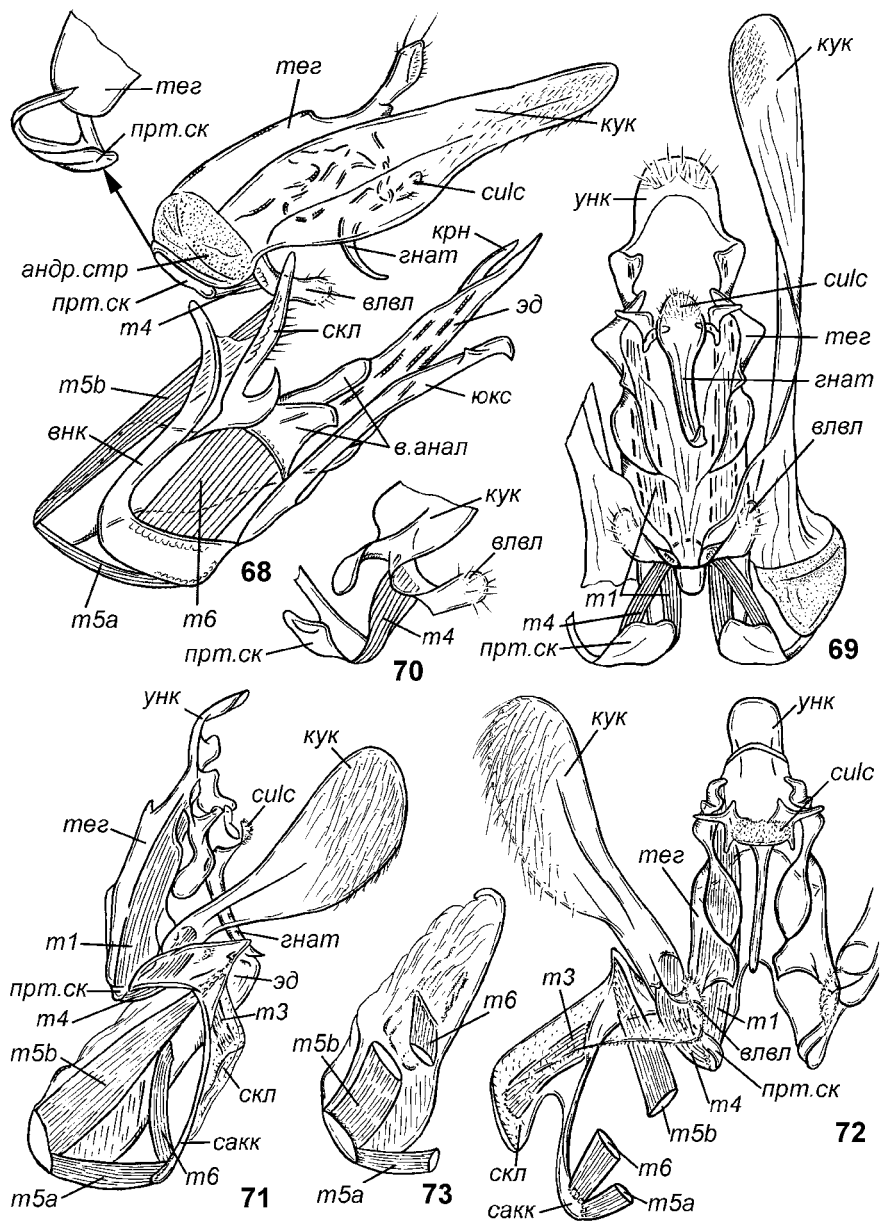 тег
прт.ск
тег
кук
culc
гнат
андр.стр
прт.ск
m4
влвл
скл
крн
эд
юкс
в.анал
m5b
внк
m6
m5a
68
кук
влвл
m4
прт.ск
70
кук
унк
culc
тег
гнат
влвл
m1
m4
прт.ск
69
унк
кук
culc
тег
m1
гнат
прт.ск
эд
m4
m3
m5b
скл
сакк
m6
m5a
71
m6
m5b
m5a
73
кук
унк
culc
тег
m3
m1
влвл
прт.ск
m4
m5b
скл
m6
сакк
m5a
72